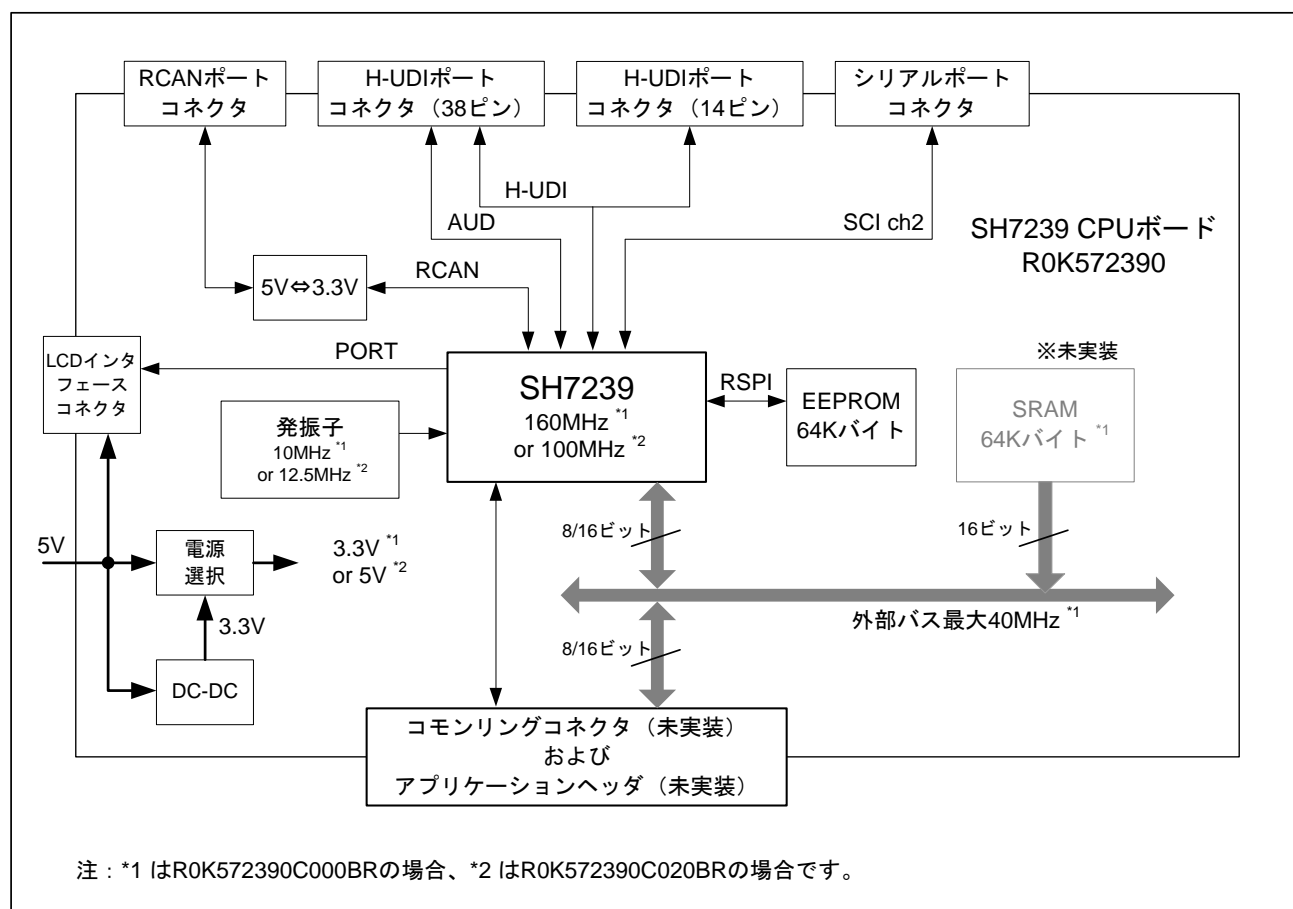 RCANポート
コネクタ
H-UDIポート
コネクタ（38ピン）
H-UDIポート
コネクタ（14ピン）
シリアルポート
コネクタ
H-UDI
AUD
SCI ch2
SH7239 CPUボード
R0K572390
RCAN
5V⇔3.3V
PORT
LCDインタ
フェース
コネクタ
SH7239
160MHz *1
or 100MHz *2
RSPI
EEPROM
64Kバイト
※未実装
SRAM
64Kバイト *1
発振子
10MHz *1
or 12.5MHz *2
8/16ビット
16ビット
5V
電源
選択
3.3V *1
or 5V *2
3.3V
外部バス最大40MHz *1
8/16ビット
DC-DC
コモンリングコネクタ（未実装）
および
アプリケーションヘッダ（未実装）
注：*1 はR0K572390C000BRの場合、*2 はR0K572390C020BRの場合です。